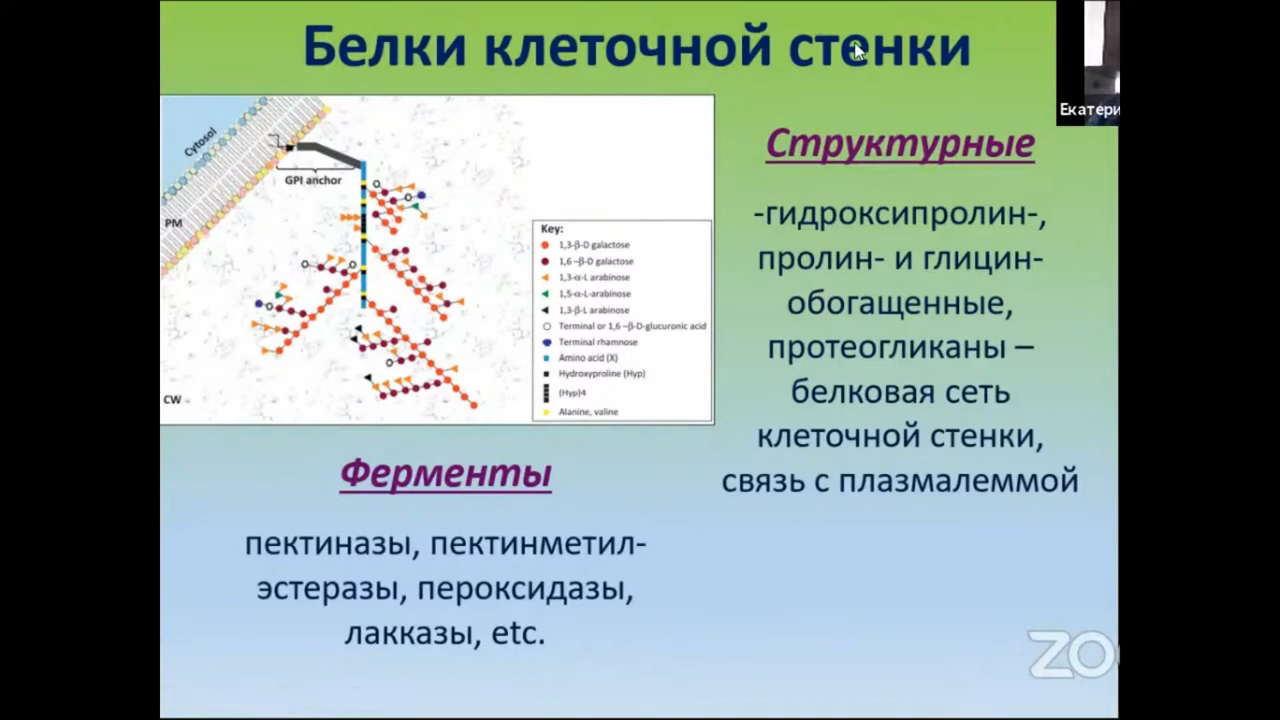 Белки клеточной стенки
Екатери
Cytosol
GPI anchor
PM
CW
Key:
1,3-β-D galactose
1,6 –β-D galactose
1,3-α-L arabinose
1,5-α-L-arabinose
1,3-β-L arabinose
Terminal or 1,6 –β-D-glucuronic acid
Terminal rhamnose
Amino acid (X)
Hydroxyproline (Hyp)
(Hyp)4
Alanine, valine
Структурные
-гидроксипролин-,
пролин- и глицин-
обогащенные,
протеогликаны –
белковая сеть
клеточной стенки,
связь с плазмалеммой
Ферменты
пектиназы, пектинметил-
эстеразы, пероксидазы,
лакказы, etc.
ZO